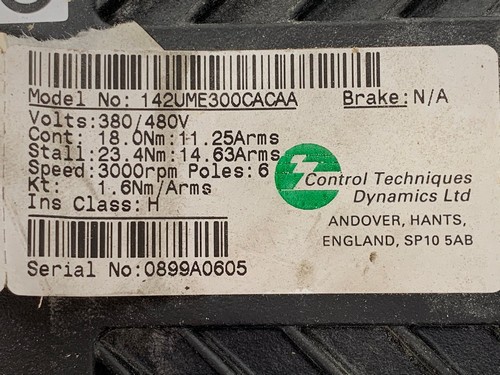 Model No: 142UME300CACAA Brake: N/A
Volts: 380/480V
Cont: 18.0Nm: 11.25Arms
Stall: 23.4Nm: 14.63Arms
Speed: 3000rpm Poles: 6
Kt: 1.6Nm/Arms
Ins Class: H
Control Techniques
Dynamics Ltd
ANDOVER, HANTS,
ENGLAND, SP10 5AB
Serial No: 0899A0605